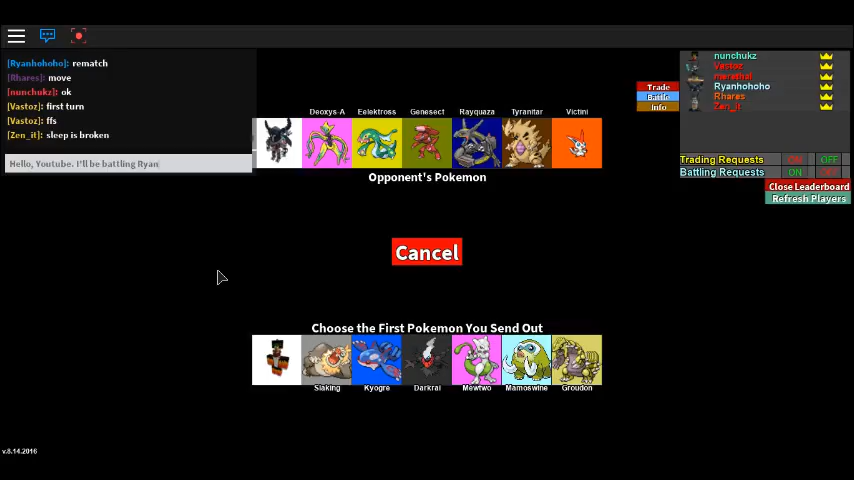 [Ryanhohoho]: rematch
[Rhares]: move
[nunchukz]: ok
[Vastoz]: first turn
[Vastoz]: ffs
[Zen_it]: sleep is broken
Hello, Youtube. I'll be battling Ryan
Deoxys-A Eelektross Genesect Rayquaza Tyranitar Victini
Opponent's Pokemon
Trade
Battle
Info
nunchukz
Vastoz
Ryanhohoho
Rhares
Zen_it
Trading Requests ON OFF
Battling Requests ON OFF
Close Leaderboard
Refresh Players
Cancel
Choose the First Pokemon You Send Out
Slaking Kyogre Darkrai Mewtwo Mamoswine Groudon
v.8.14.2016